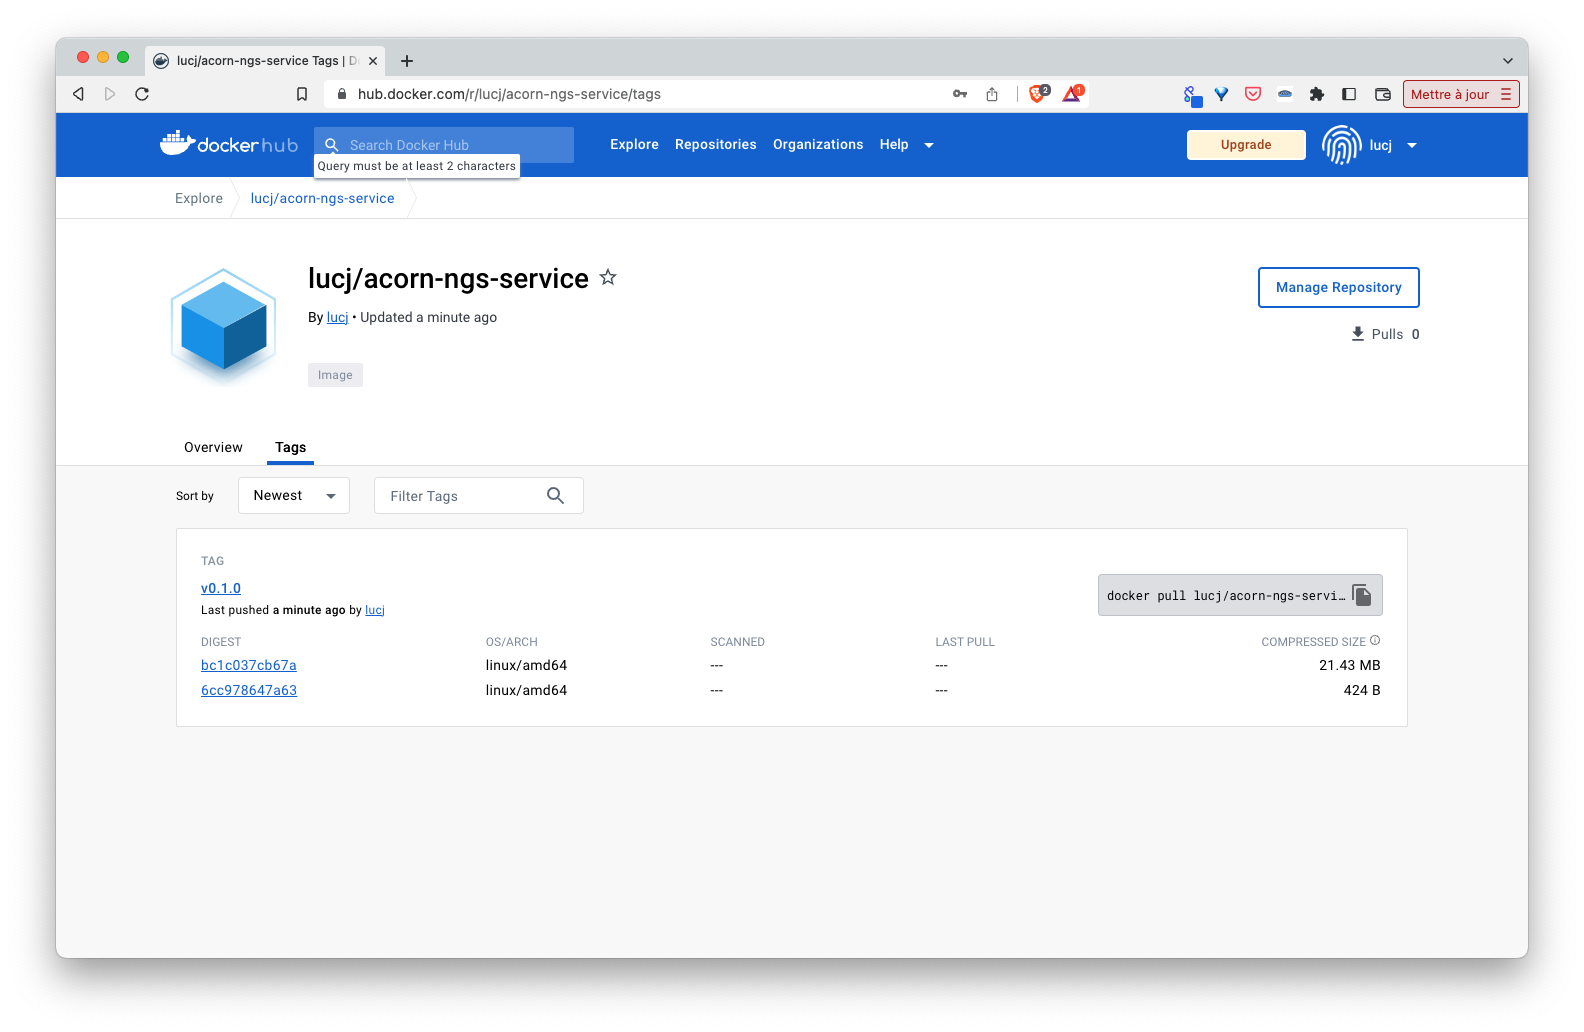 lucj/acorn-ngs-service Tags | D
hub.docker.com/r/lucj/acorn-ngs-service/tags
2
1
Mettre à jour
dockerhub
Search Docker Hub
Explore
Repositories
Organizations
Help
Upgrade
lucj
Query must be at least 2 characters
Explore
lucj/acorn-ngs-service
lucj/acorn-ngs-service
Manage Repository
By lucj • Updated a minute ago
Pulls 0
Image
Overview
Tags
Sort by
Newest
Filter Tags
TAG
v0.1.0
Last pushed a minute ago by lucj
docker pull lucj/acorn-ngs-servi…
DIGEST OS/ARCH SCANNED LAST PULL COMPRESSED SIZE
bc1c037cb67a linux/amd64 --- --- 21.43 MB
6cc978647a63 linux/amd64 --- --- 424 B